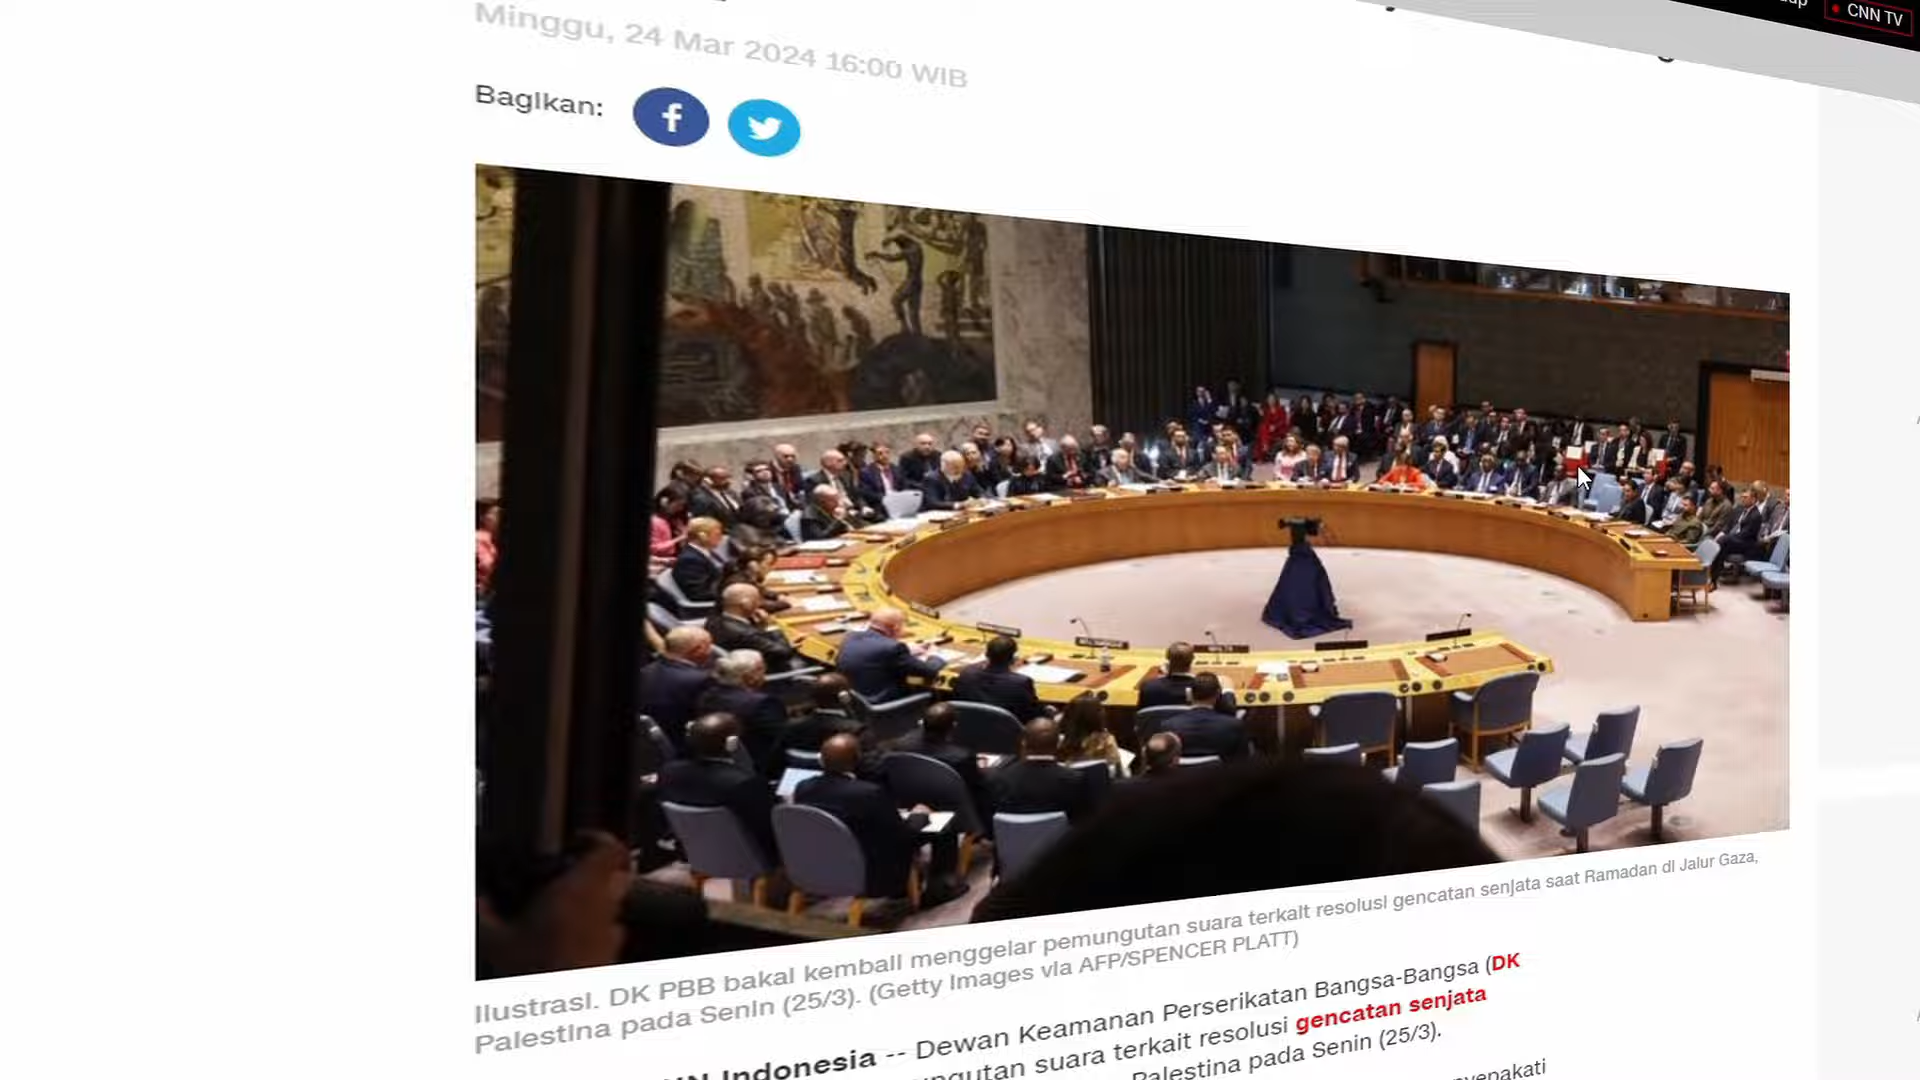 CNN TV
Minggu, 24 Mar 2024 16:00 WIB
Bagikan:
Ilustrasi. DK PBB bakal kembali menggelar pemungutan suara terkait resolusi gencatan senjata saat Ramadan di Jalur Gaza,
Palestina pada Senin (25/3). (Getty Images via AFP/SPENCER PLATT)
Indonesia -- Dewan Keamanan Perserikatan Bangsa-Bangsa (DK
suara terkait resolusi gencatan senjata
Palestina pada Senin (25/3).